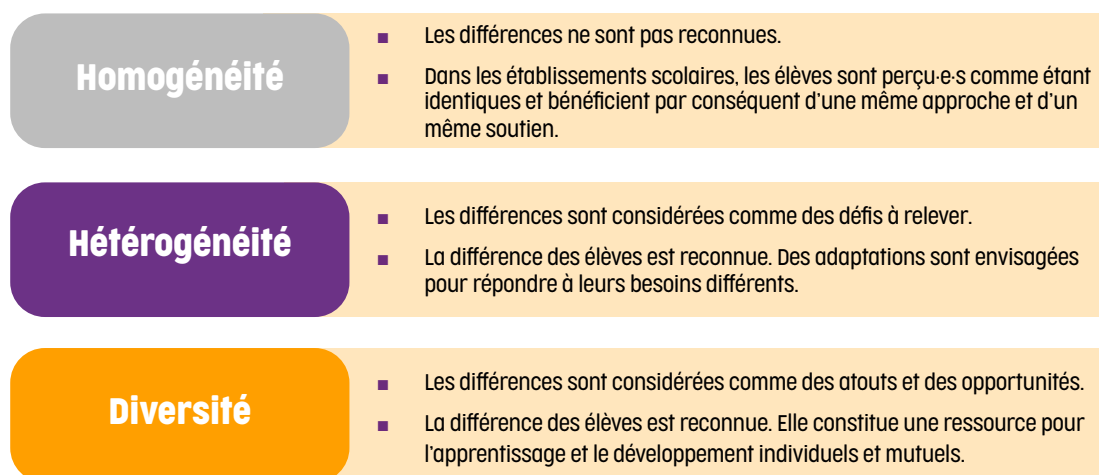 Homogénéité
■ Les différences ne sont pas reconnues.
■ Dans les établissements scolaires, les élèves sont perçu·e·s comme étant
identiques et bénéficient par conséquent d'une même approche et d'un
même soutien.
Hétérogénéité
■ Les différences sont considérées comme des défis à relever.
■ La différence des élèves est reconnue. Des adaptations sont envisagées
pour répondre à leurs besoins différents.
Diversité
■ Les différences sont considérées comme des atouts et des opportunités.
■ La différence des élèves est reconnue. Elle constitue une ressource pour
l'apprentissage et le développement individuels et mutuels.